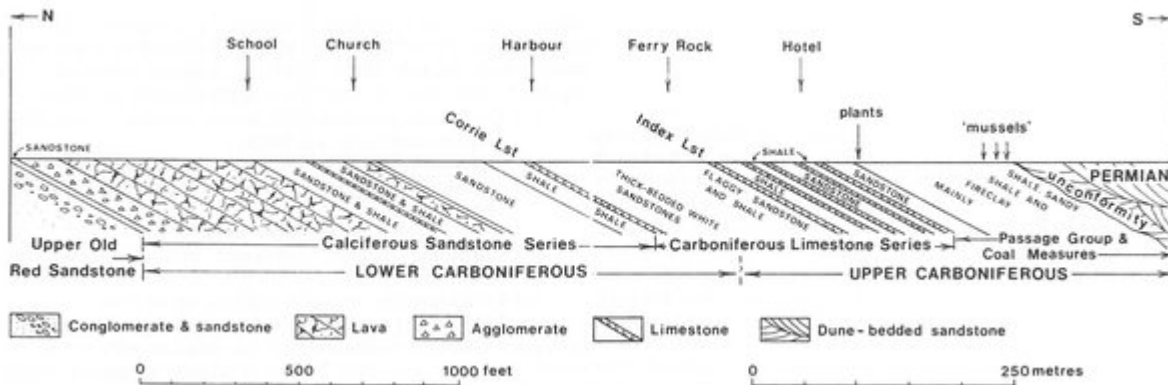 N
S
School
Church
Harbour
Ferry Rock
Hotel
plants
'mussels'
Corrie Lst
Index Lst
SHALE
SANDSTONE
SANDSTONE & SHALE
SANDSTONE & SHALE
SANDSTONE
SHALE
SHALE
THICK-BEDDED WHITE
SANDSTONES
FLAGGY SANDSTONE
AND SHALE
SHALE
SANDSTONE
SANDSTONE
MAINLY
FIRECLAY
SHALE AND
SHALE, SANDY
unconformity
PERMIAN
Upper Old
Red Sandstone
Calciferous Sandstone Series
Carboniferous Limestone Series
Passage Group &
Coal Measures
LOWER CARBONIFEROUS
UPPER CARBONIFEROUS
Conglomerate & sandstone
Lava
Agglomerate
Limestone
Dune-bedded sandstone
0 500 1000 feet
0 250 metres